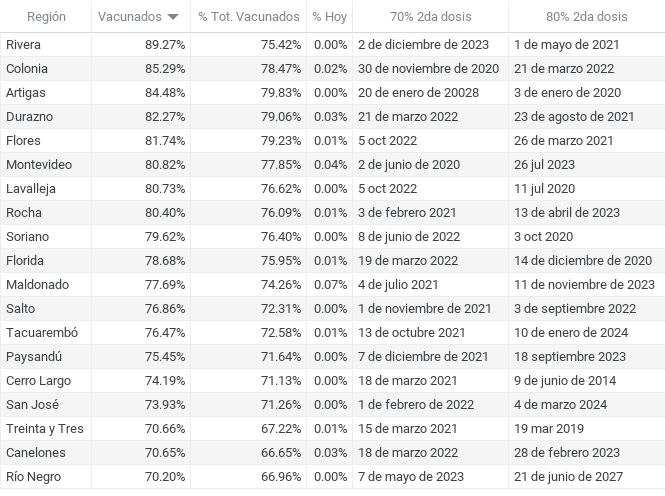 Región Vacunados % Tot. Vacunados % Hoy 70% 2da dosis 80% 2da dosis
Rivera 89.27% 75.42% 0.00% 2 de diciembre de 2023 1 de mayo de 2021
Colonia 85.29% 78.47% 0.02% 30 de noviembre de 2020 21 de marzo 2022
Artigas 84.48% 79.83% 0.00% 20 de enero de 20028 3 de enero de 2020
Durazno 82.27% 79.06% 0.03% 21 de marzo 2022 23 de agosto de 2021
Flores 81.74% 79.23% 0.01% 5 oct 2022 26 de marzo 2021
Montevideo 80.82% 77.85% 0.04% 2 de junio de 2020 26 jul 2023
Lavalleja 80.73% 76.62% 0.00% 5 oct 2022 11 jul 2020
Rocha 80.40% 76.09% 0.01% 3 de febrero 2021 13 de abril de 2023
Soriano 79.62% 76.40% 0.00% 8 de junio de 2022 3 oct 2020
Florida 78.68% 75.95% 0.01% 19 de marzo 2022 14 de diciembre de 2020
Maldonado 77.69% 74.26% 0.07% 4 de julio 2021 11 de noviembre de 2023
Salto 76.86% 72.31% 0.00% 1 de noviembre de 2021 3 de septiembre 2022
Tacuarembó 76.47% 72.58% 0.01% 13 de octubre 2021 10 de enero de 2024
Paysandú 75.45% 71.64% 0.00% 7 de diciembre de 2021 18 septiembre 2023
Cerro Largo 74.19% 71.13% 0.00% 18 de marzo 2021 9 de junio de 2014
San José 73.93% 71.26% 0.00% 1 de febrero de 2022 4 de marzo 2024
Treinta y Tres 70.66% 67.22% 0.01% 15 de marzo 2021 19 mar 2019
Canelones 70.65% 66.65% 0.03% 18 de marzo 2022 28 de febrero 2023
Río Negro 70.20% 66.96% 0.00% 7 de mayo de 2023 21 de junio de 2027